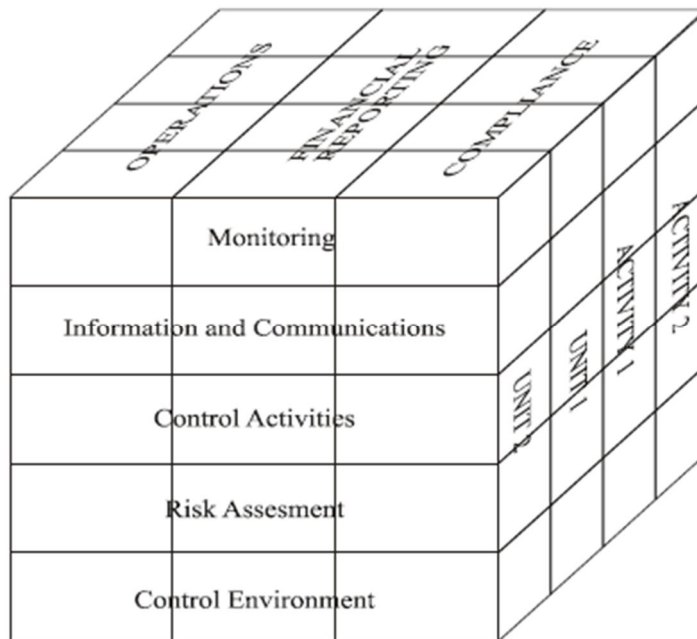 OPERATIONS
FINANCIAL
REPORTING
COMPLIANCE
Monitoring
Information and Communications
Control Activities
Risk Assesment
Control Environment
UNIT 2
UNIT 1
ACTIVITY 1
ACTIVITY 2